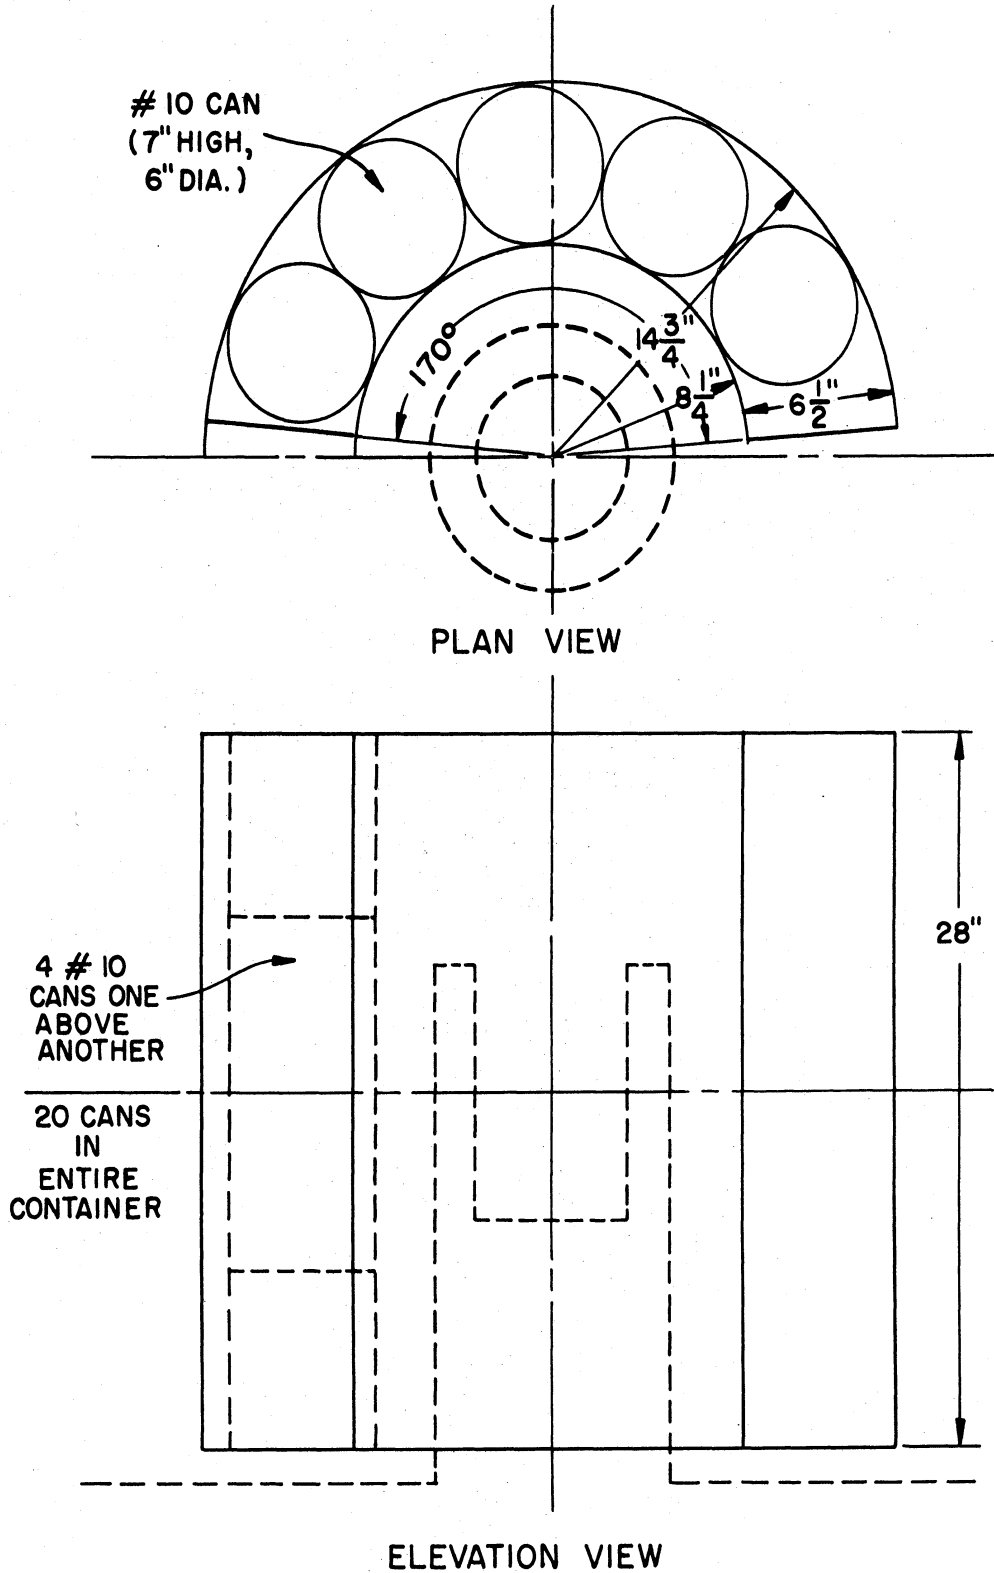 # 10 CAN
(7" HIGH,
6" DIA.)
170°
14 3/4"
8 1/4"
6 1/2"
PLAN VIEW
28"
4 # 10
CANS ONE
ABOVE
ANOTHER
20 CANS
IN
ENTIRE
CONTAINER
ELEVATION VIEW